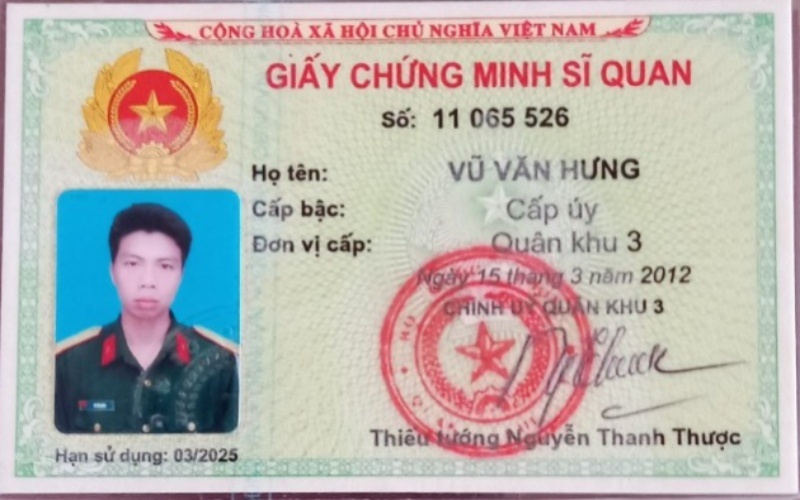 CỘNG HOÀ XÃ HỘI CHỦ NGHĨA VIỆT NAM
GIẤY CHỨNG MINH SĨ QUAN
Số: 11 065 526
Họ tên: VŨ VĂN HƯNG
Cấp bậc: Cấp úy
Đơn vị cấp: Quân khu 3
Ngày 15 tháng 3 năm 2012
CHÍNH UỶ QUÂN KHU 3
Thiếu tướng Nguyễn Thanh Thược
Hạn sử dụng: 03/2025